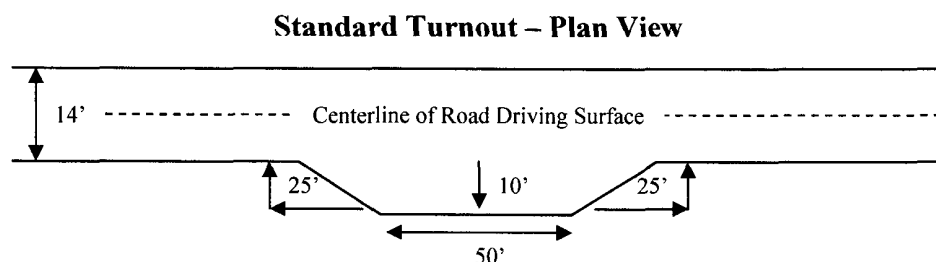 Standard Turnout – Plan View
14’
Centerline of Road Driving Surface
25’
10’
25’
50’